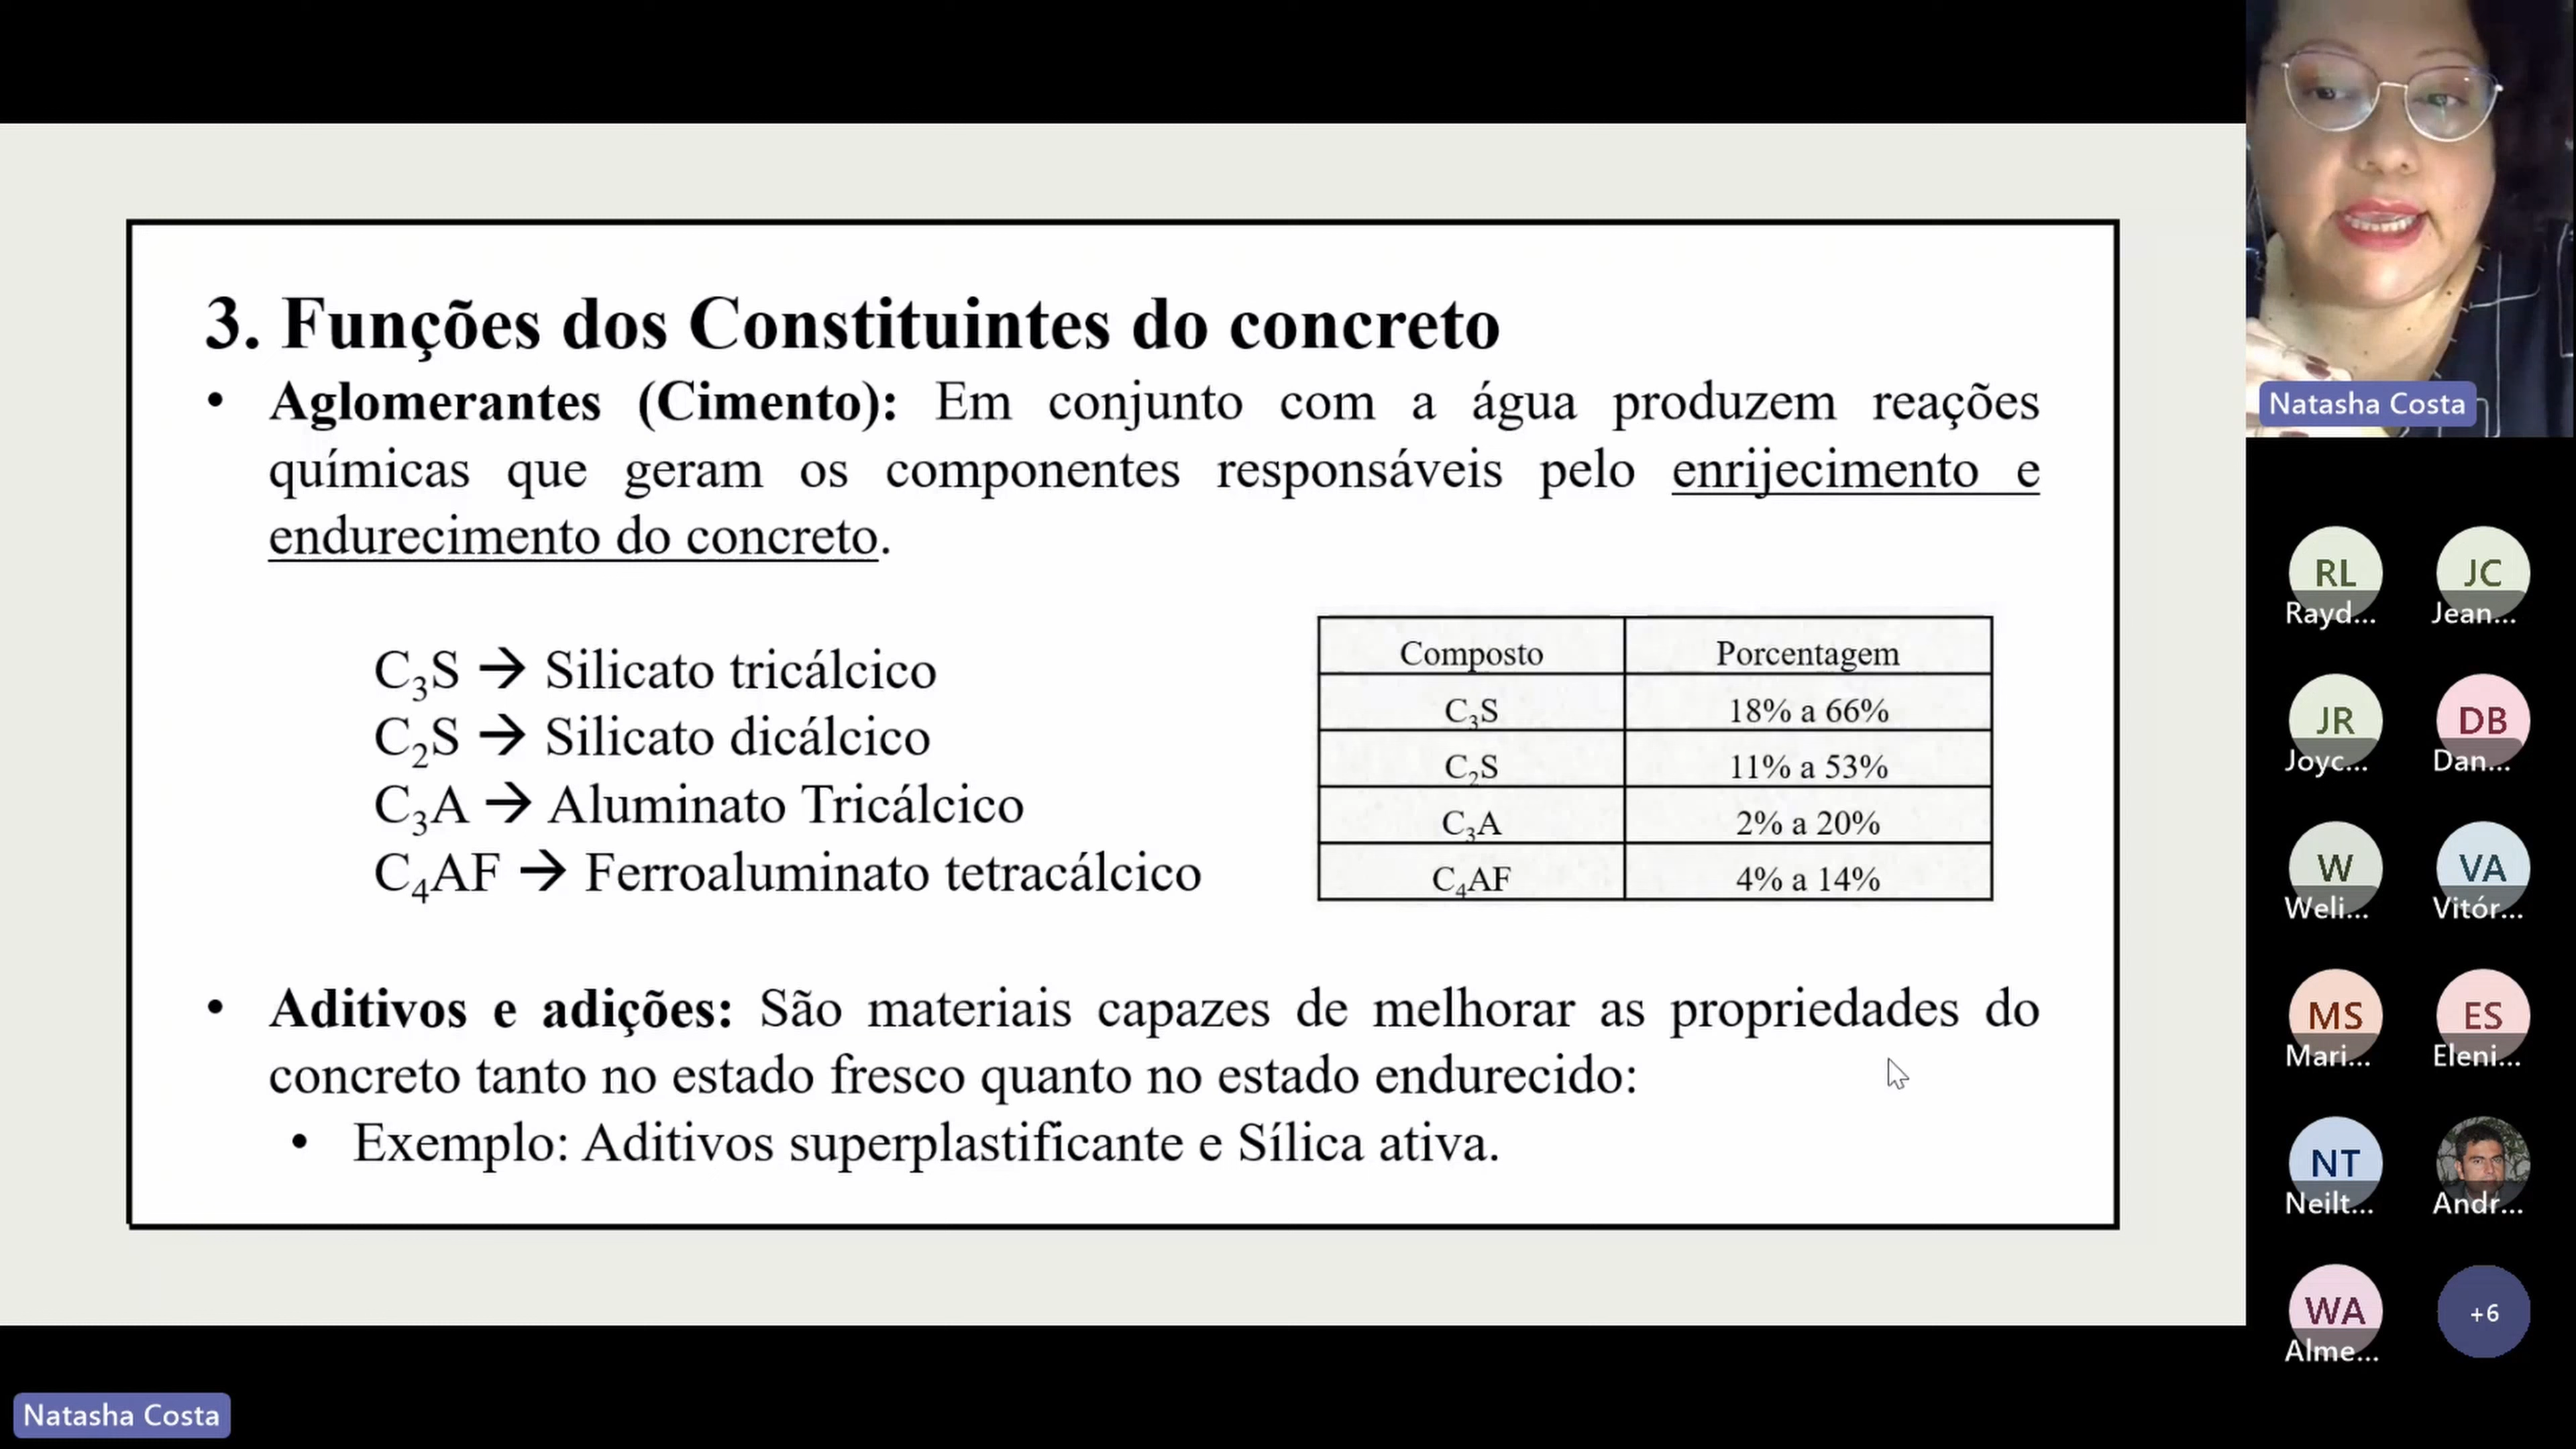 3. Funções dos Constituintes do concreto
• Aglomerantes (Cimento): Em conjunto com a água produzem reações
químicas que geram os componentes responsáveis pelo enrijecimento e
endurecimento do concreto.
C₃S → Silicato tricálcico
C₂S → Silicato dicálcico
C₃A → Aluminato Tricálcico
C₄AF → Ferroaluminato tetracálcico
Composto Porcentagem
C₃S 18% a 66%
C₂S 11% a 53%
C₃A 2% a 20%
C₄AF 4% a 14%
• Aditivos e adições: São materiais capazes de melhorar as propriedades do
concreto tanto no estado fresco quanto no estado endurecido:
• Exemplo: Aditivos superplastificante e Sílica ativa.
Natasha Costa
Natasha Costa
RL JC
Rayd... Jean...
JR DB
Joyc... Dan...
W VA
Weli... Vitór...
MS ES
Mari... Eleni...
NT
Neilt... Andr...
WA +6
Alme...